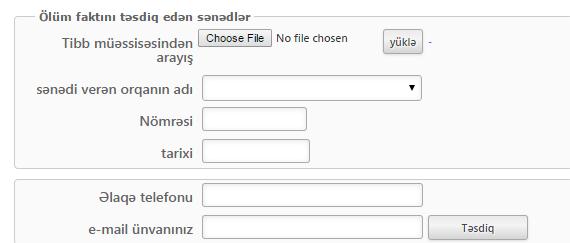 Ölüm faktını təsdiq edən sənədlər
Tibb müəssisəsindən Choose File No file chosen yüklə -
arayış
sənədi verən orqanın adı
Nömrəsi
tarixi
Əlaqə telefonu
e-mail ünvanınız Təsdiq